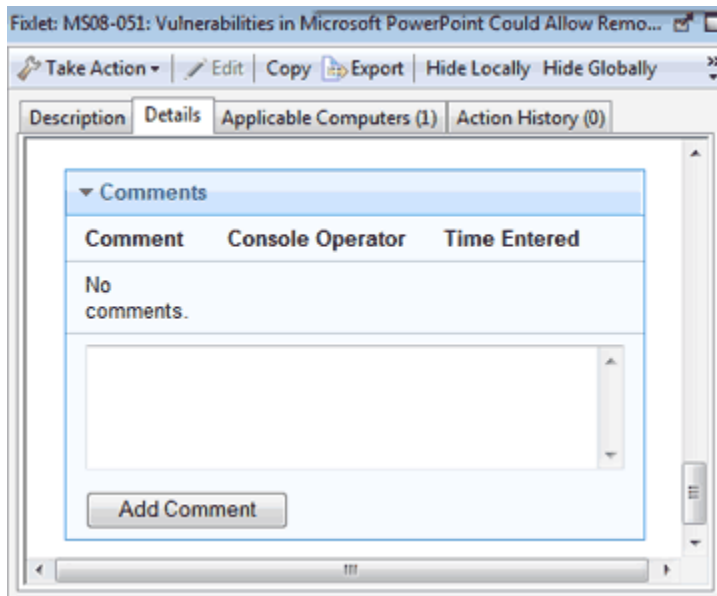 Fixlet: MS08-051: Vulnerabilities in Microsoft PowerPoint Could Allow Remo...
Take Action Edit Copy Export Hide Locally Hide Globally
Description Details Applicable Computers (1) Action History (0)
Comments
Comment Console Operator Time Entered
No
comments.
Add Comment